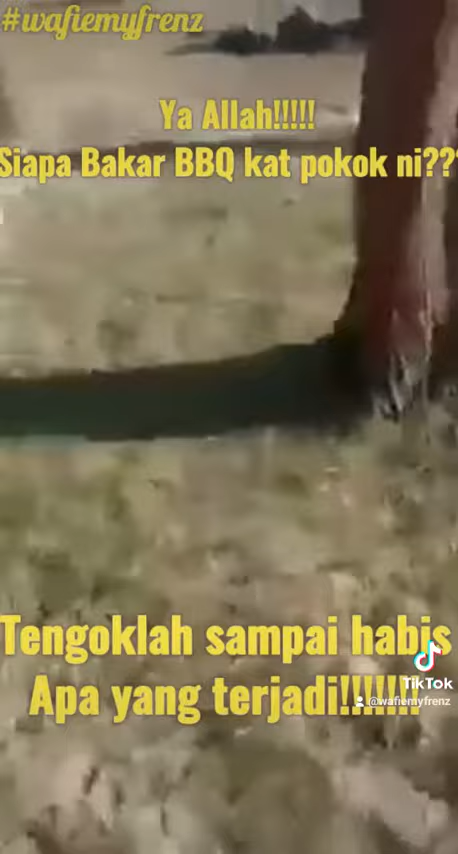 #wafiemyfrenz
Ya Allah!!!!!
Siapa Bakar BBQ kat pokok ni???
Tengoklah sampai habis
Apa yang terjadi!!!!!!!
TikTok
@wafiemyfrenz